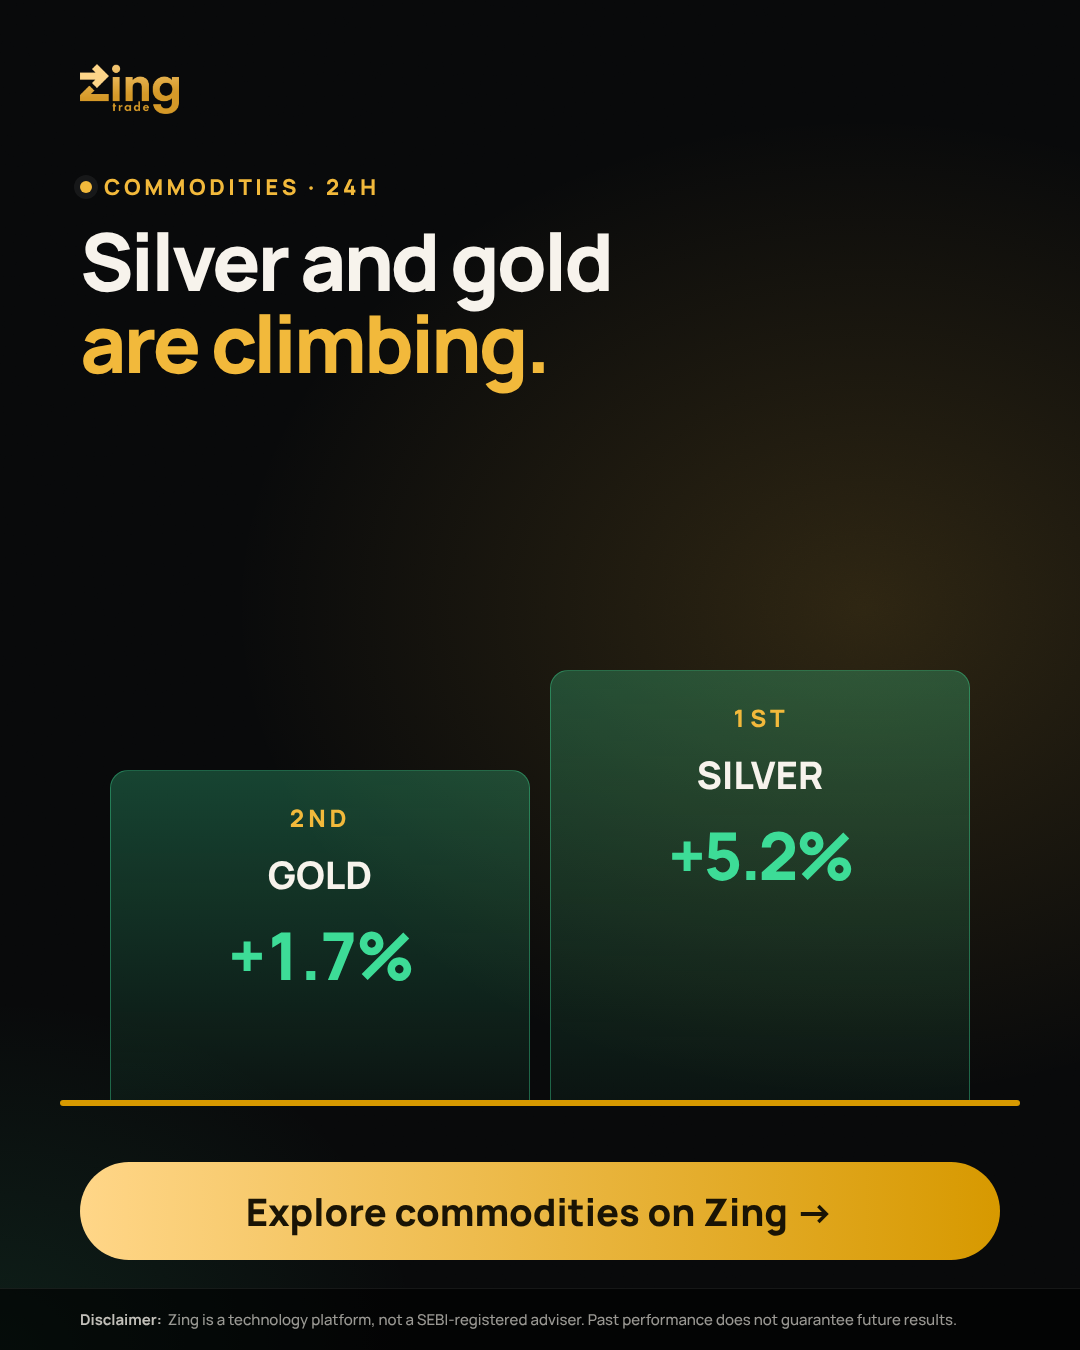 Zing
trade
COMMODITIES · 24H
Silver and gold
are climbing.
1ST
SILVER
+5.2%
2ND
GOLD
+1.7%
Explore commodities on Zing →
Disclaimer: Zing is a technology platform, not a SEBI-registered adviser. Past performance does not guarantee future results.